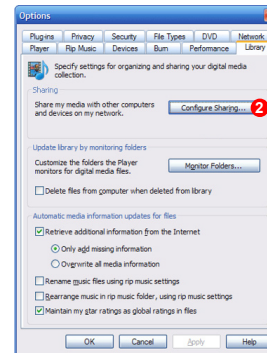 Options
Plug-ins Privacy Security File Types DVD Network
Player Rip Music Devices Burn Performance Library
Specify settings for organizing and sharing your digital media
collection.
Sharing
Share my media with other computers
and devices on my network.
Configure Sharing...
2
Update library by monitoring folders
Customize the folders the Player
monitors for digital media files.
Monitor Folders...
Delete files from computer when deleted from library
Automatic media information updates for files
Retrieve additional information from the Internet
Only add missing information
Overwrite all media information
Rename music files using rip music settings
Rearrange music in rip music folder, using rip music settings
Maintain my star ratings as global ratings in files
OK Cancel Apply Help